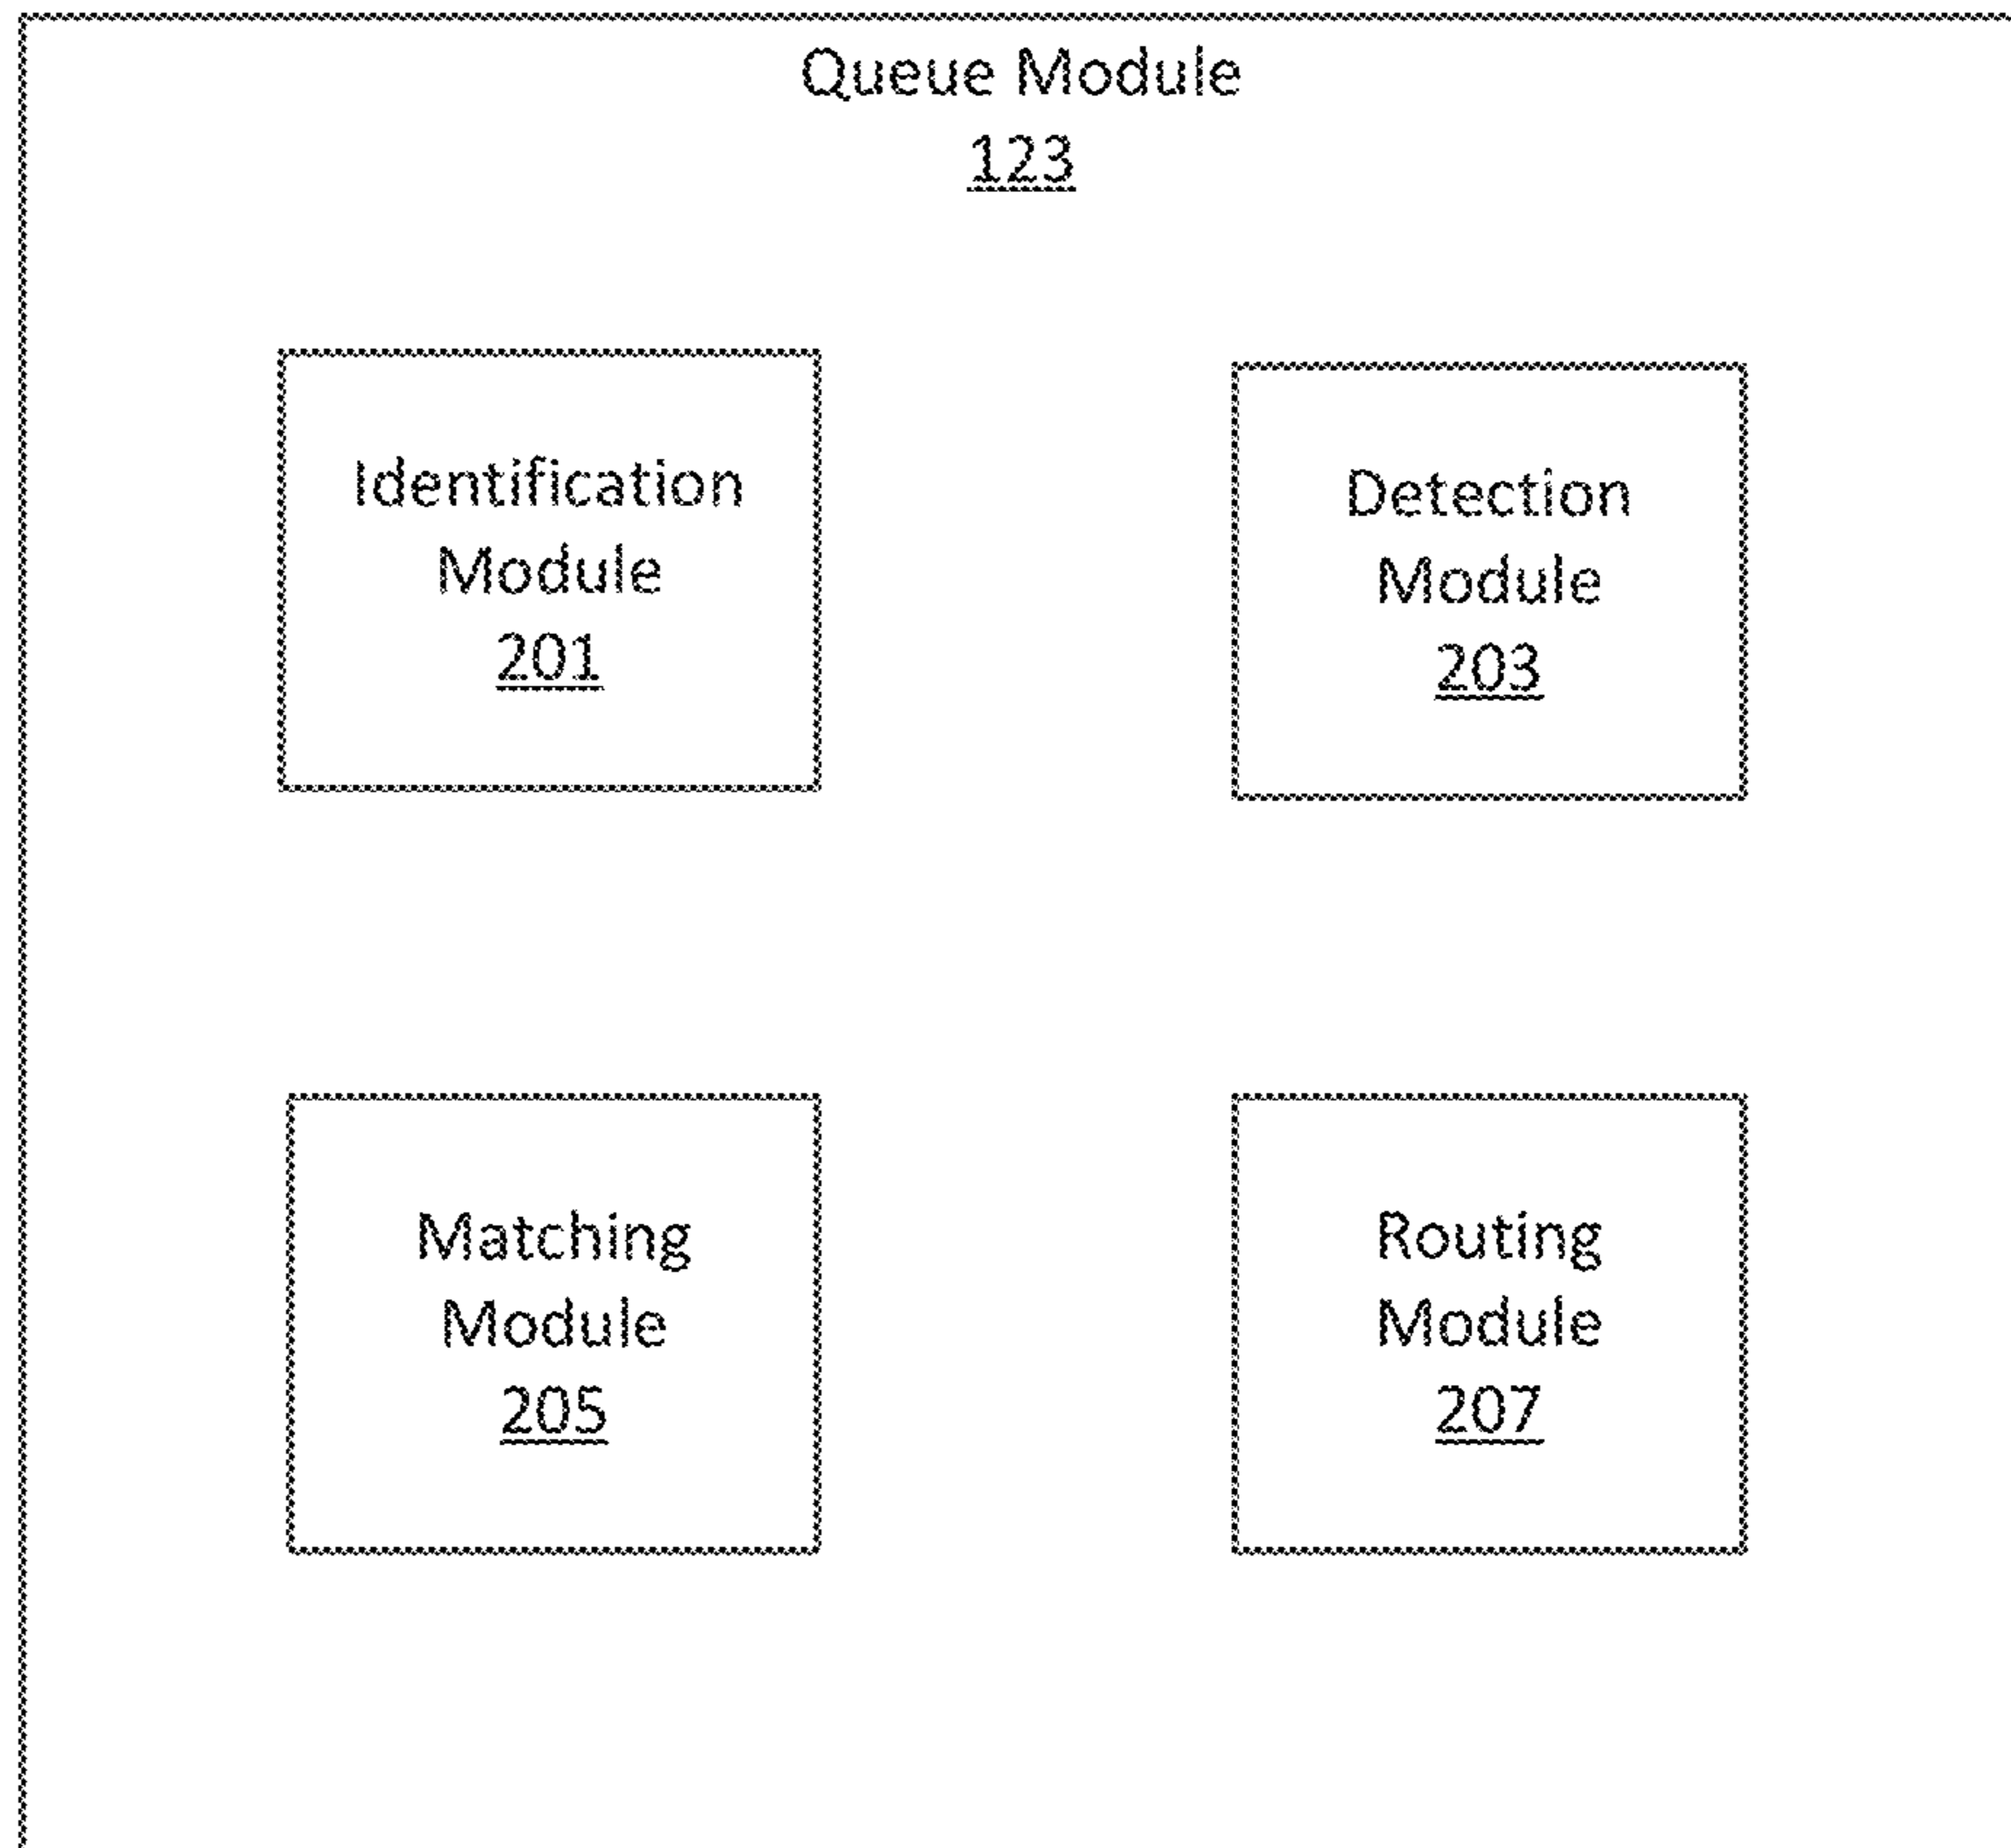 Queue Module
123
Identification
Module
201
Detection
Module
203
Matching
Module
205
Routing
Module
207